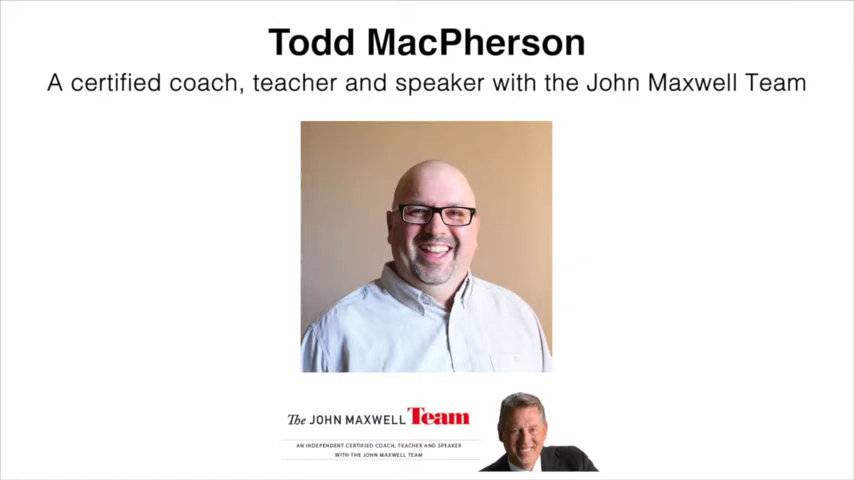 Todd MacPherson
A certified coach, teacher and speaker with the John Maxwell Team
The JOHN MAXWELL Team
AN INDEPENDENT CERTIFIED COACH, TEACHER AND SPEAKER
WITH THE JOHN MAXWELL TEAM